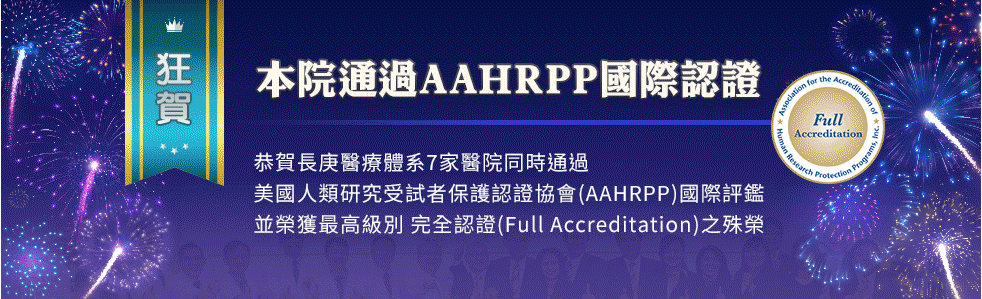 狂賀
本院通過AAHRPP國際認證
恭賀長庚醫療體系7家醫院同時通過
美國人類研究受試者保護認證協會(AAHRPP)國際評鑑
並榮獲最高級別 完全認證(Full Accreditation)之殊榮
Association for the Accreditation of
Human Research Protection Programs, Inc.
Full
Accreditation